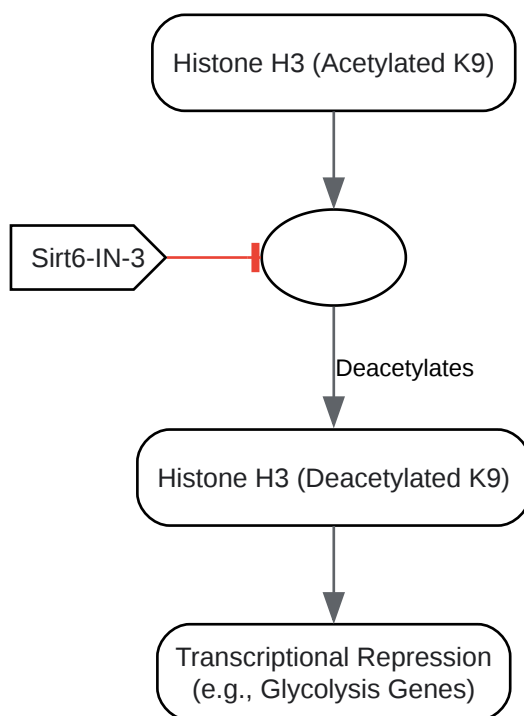 Histone H3 (Acetylated K9)
Sirt6-IN-3
Deacetylates
Histone H3 (Deacetylated K9)
Transcriptional Repression
(e.g., Glycolysis Genes)